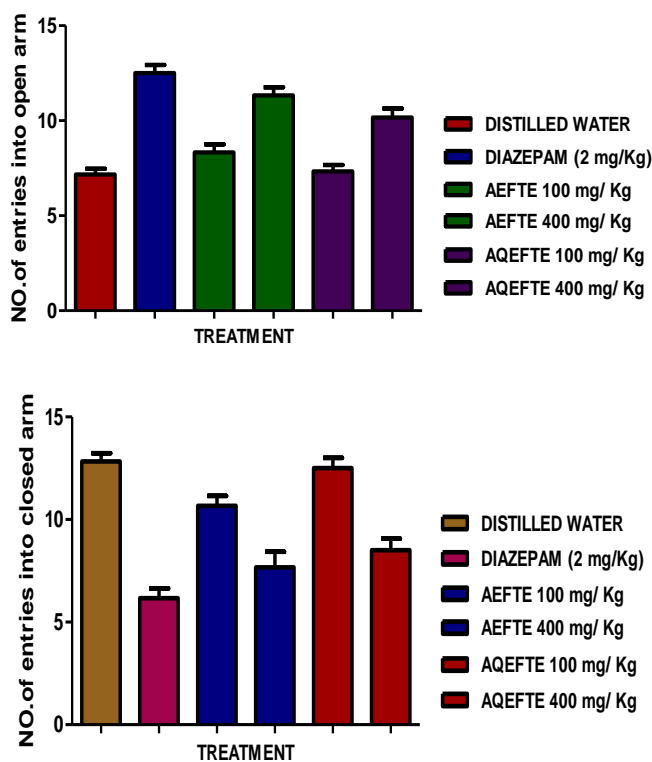 NO.of entries into open arm
15
10
5
0
TREATMENT
DISTILLED WATER
DIAZEPAM (2 mg/Kg)
AEFTE 100 mg/ Kg
AEFTE 400 mg/ Kg
AQEFTE 100 mg/ Kg
AQEFTE 400 mg/ Kg
NO.of entries into closed arm
15
10
5
0
TREATMENT
DISTILLED WATER
DIAZEPAM (2 mg/Kg)
AEFTE 100 mg/ Kg
AEFTE 400 mg/ Kg
AQEFTE 100 mg/ Kg
AQEFTE 400 mg/ Kg